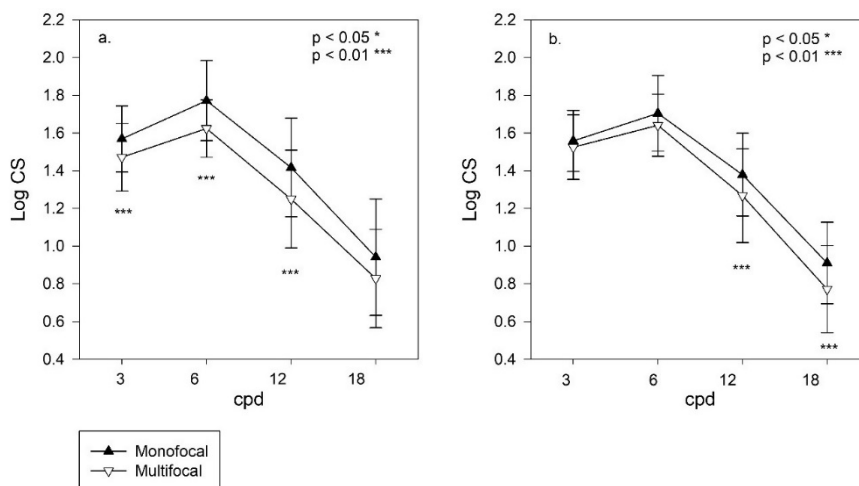 a.
p < 0.05 *
p < 0.01 ***
Log CS
2.2
2.0
1.8
1.6
1.4
1.2
1.0
0.8
0.6
0.4
***
***
***
3 6 12 18
cpd
b.
p < 0.05 *
p < 0.01 ***
Log CS
2.2
2.0
1.8
1.6
1.4
1.2
1.0
0.8
0.6
0.4
***
***
3 6 12 18
cpd
Monofocal
Multifocal